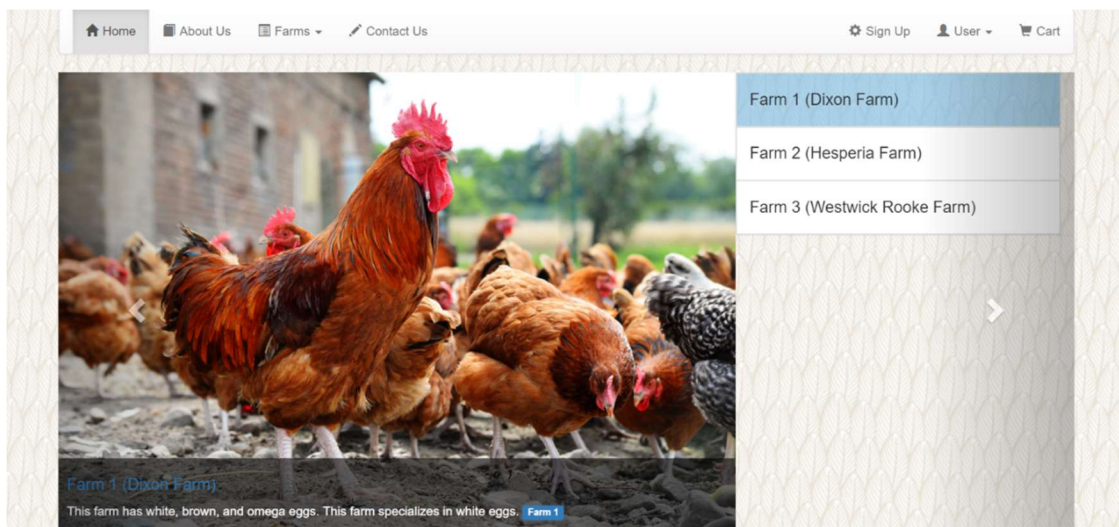 Home About Us Farms Contact Us Sign Up User Cart
Farm 1 (Dixon Farm)
Farm 2 (Hesperia Farm)
Farm 3 (Westwick Rooke Farm)
Farm 1 (Dixon Farm)
This farm has white, brown, and omega eggs. This farm specializes in white eggs. Farm 1